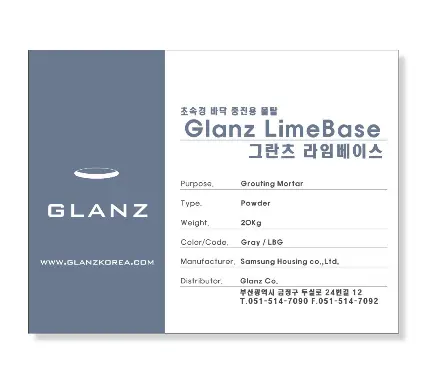 GLANZ
WWW.GLANZKOREA.COM
초속경 바닥 충진용 몰탈
Glanz LimeBase
그란츠 라임베이스
Purpose, Grouting Mortar
Type, Powder
Weight, 20Kg
Color/Code, Gray / LBG
Manufacturer, Samsung Housing co.,Ltd.
Distributor, Glanz Co.
부산광역시 금정구 두실로 24번길 12
T.051-514-7090 F.051-514-7092